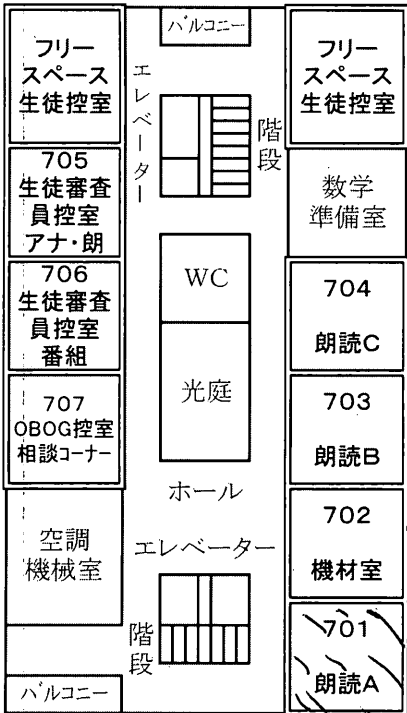 バルコニー
フリー
スペース
生徒控室
エレベーター
階段
フリー
スペース
生徒控室
705
生徒審査
員控室
アナ・朗
数学
準備室
706
生徒審査
員控室
番組
WC
704
朗読C
707
OBOG控室
相談コーナー
光庭
703
朗読B
ホール
空調
機械室
エレベーター
702
機材室
階段
701
朗読A
バルコニー